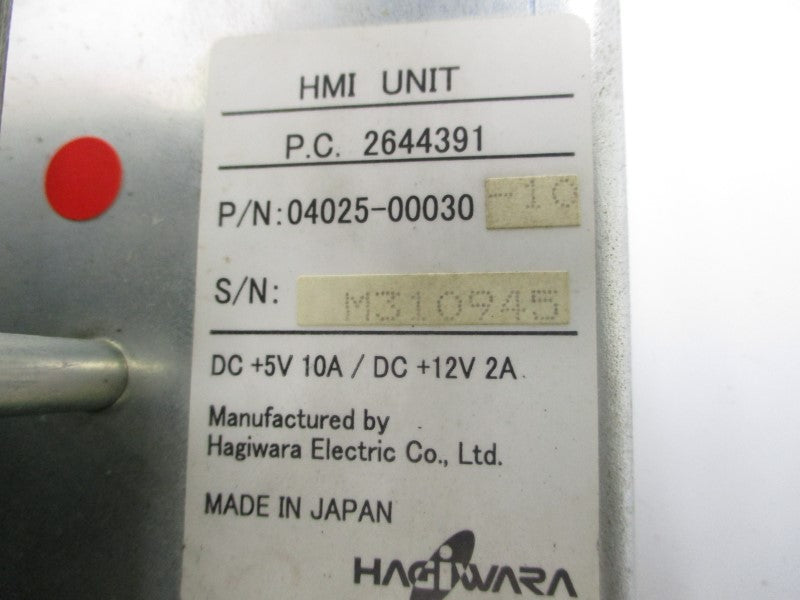 HMI UNIT
P.C. 2644391
P/N:04025-00030 -10
S/N: M310945
DC +5V 10A / DC +12V 2A
Manufactured by
Hagiwara Electric Co., Ltd.
MADE IN JAPAN
HAGIWARA